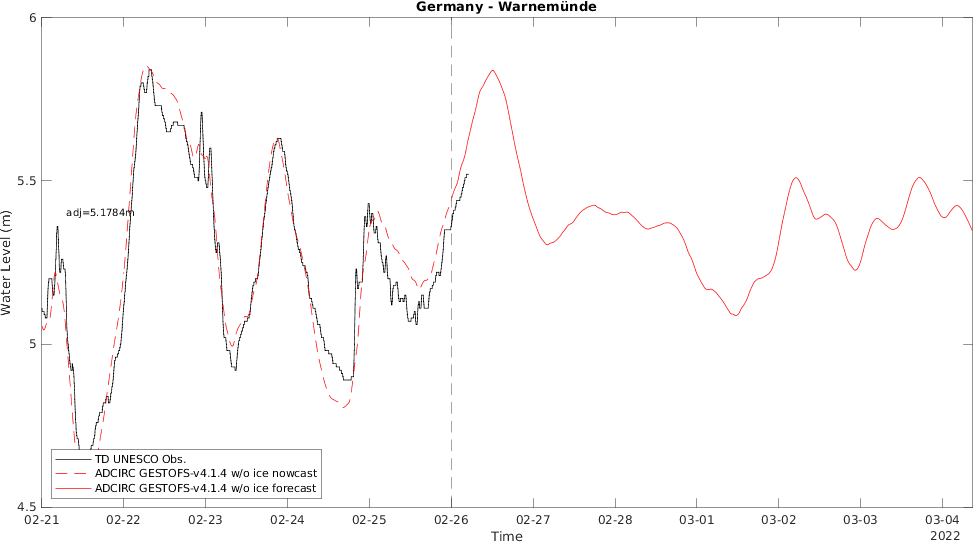 Germany - Warnemünde
6
5.5
5
4.5
Water Level (m)
adj=5.1784m
TD UNESCO Obs.
ADCIRC GESTOFS-v4.1.4 w/o ice nowcast
ADCIRC GESTOFS-v4.1.4 w/o ice forecast
02-21 02-22 02-23 02-24 02-25 02-26 02-27 02-28 03-01 03-02 03-03 03-04
Time
2022